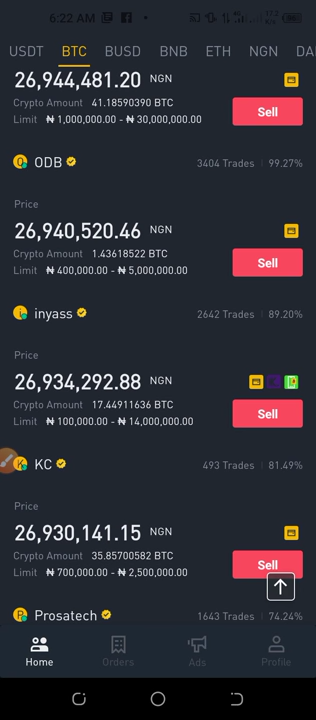 6:22 AM
USDT BTC BUSD BNB ETH NGN DA
26,944,481.20 NGN
Crypto Amount 41.18590390 BTC
Limit ₦ 1,000,000.00 - ₦ 30,000,000.00
Sell
ODB 3404 Trades 99.27%
Price
26,940,520.46 NGN
Crypto Amount 1.43618522 BTC
Limit ₦ 400,000.00 - ₦ 5,000,000.00
Sell
inyass 2642 Trades 89.20%
Price
26,934,292.88 NGN
Crypto Amount 17.44911636 BTC
Limit ₦ 100,000.00 - ₦ 14,000,000.00
Sell
KC 493 Trades 81.49%
Price
26,930,141.15 NGN
Crypto Amount 35.85700582 BTC
Limit ₦ 700,000.00 - ₦ 2,500,000.00
Sell
Prosatech 1643 Trades 74.24%
Home Orders Ads Profile